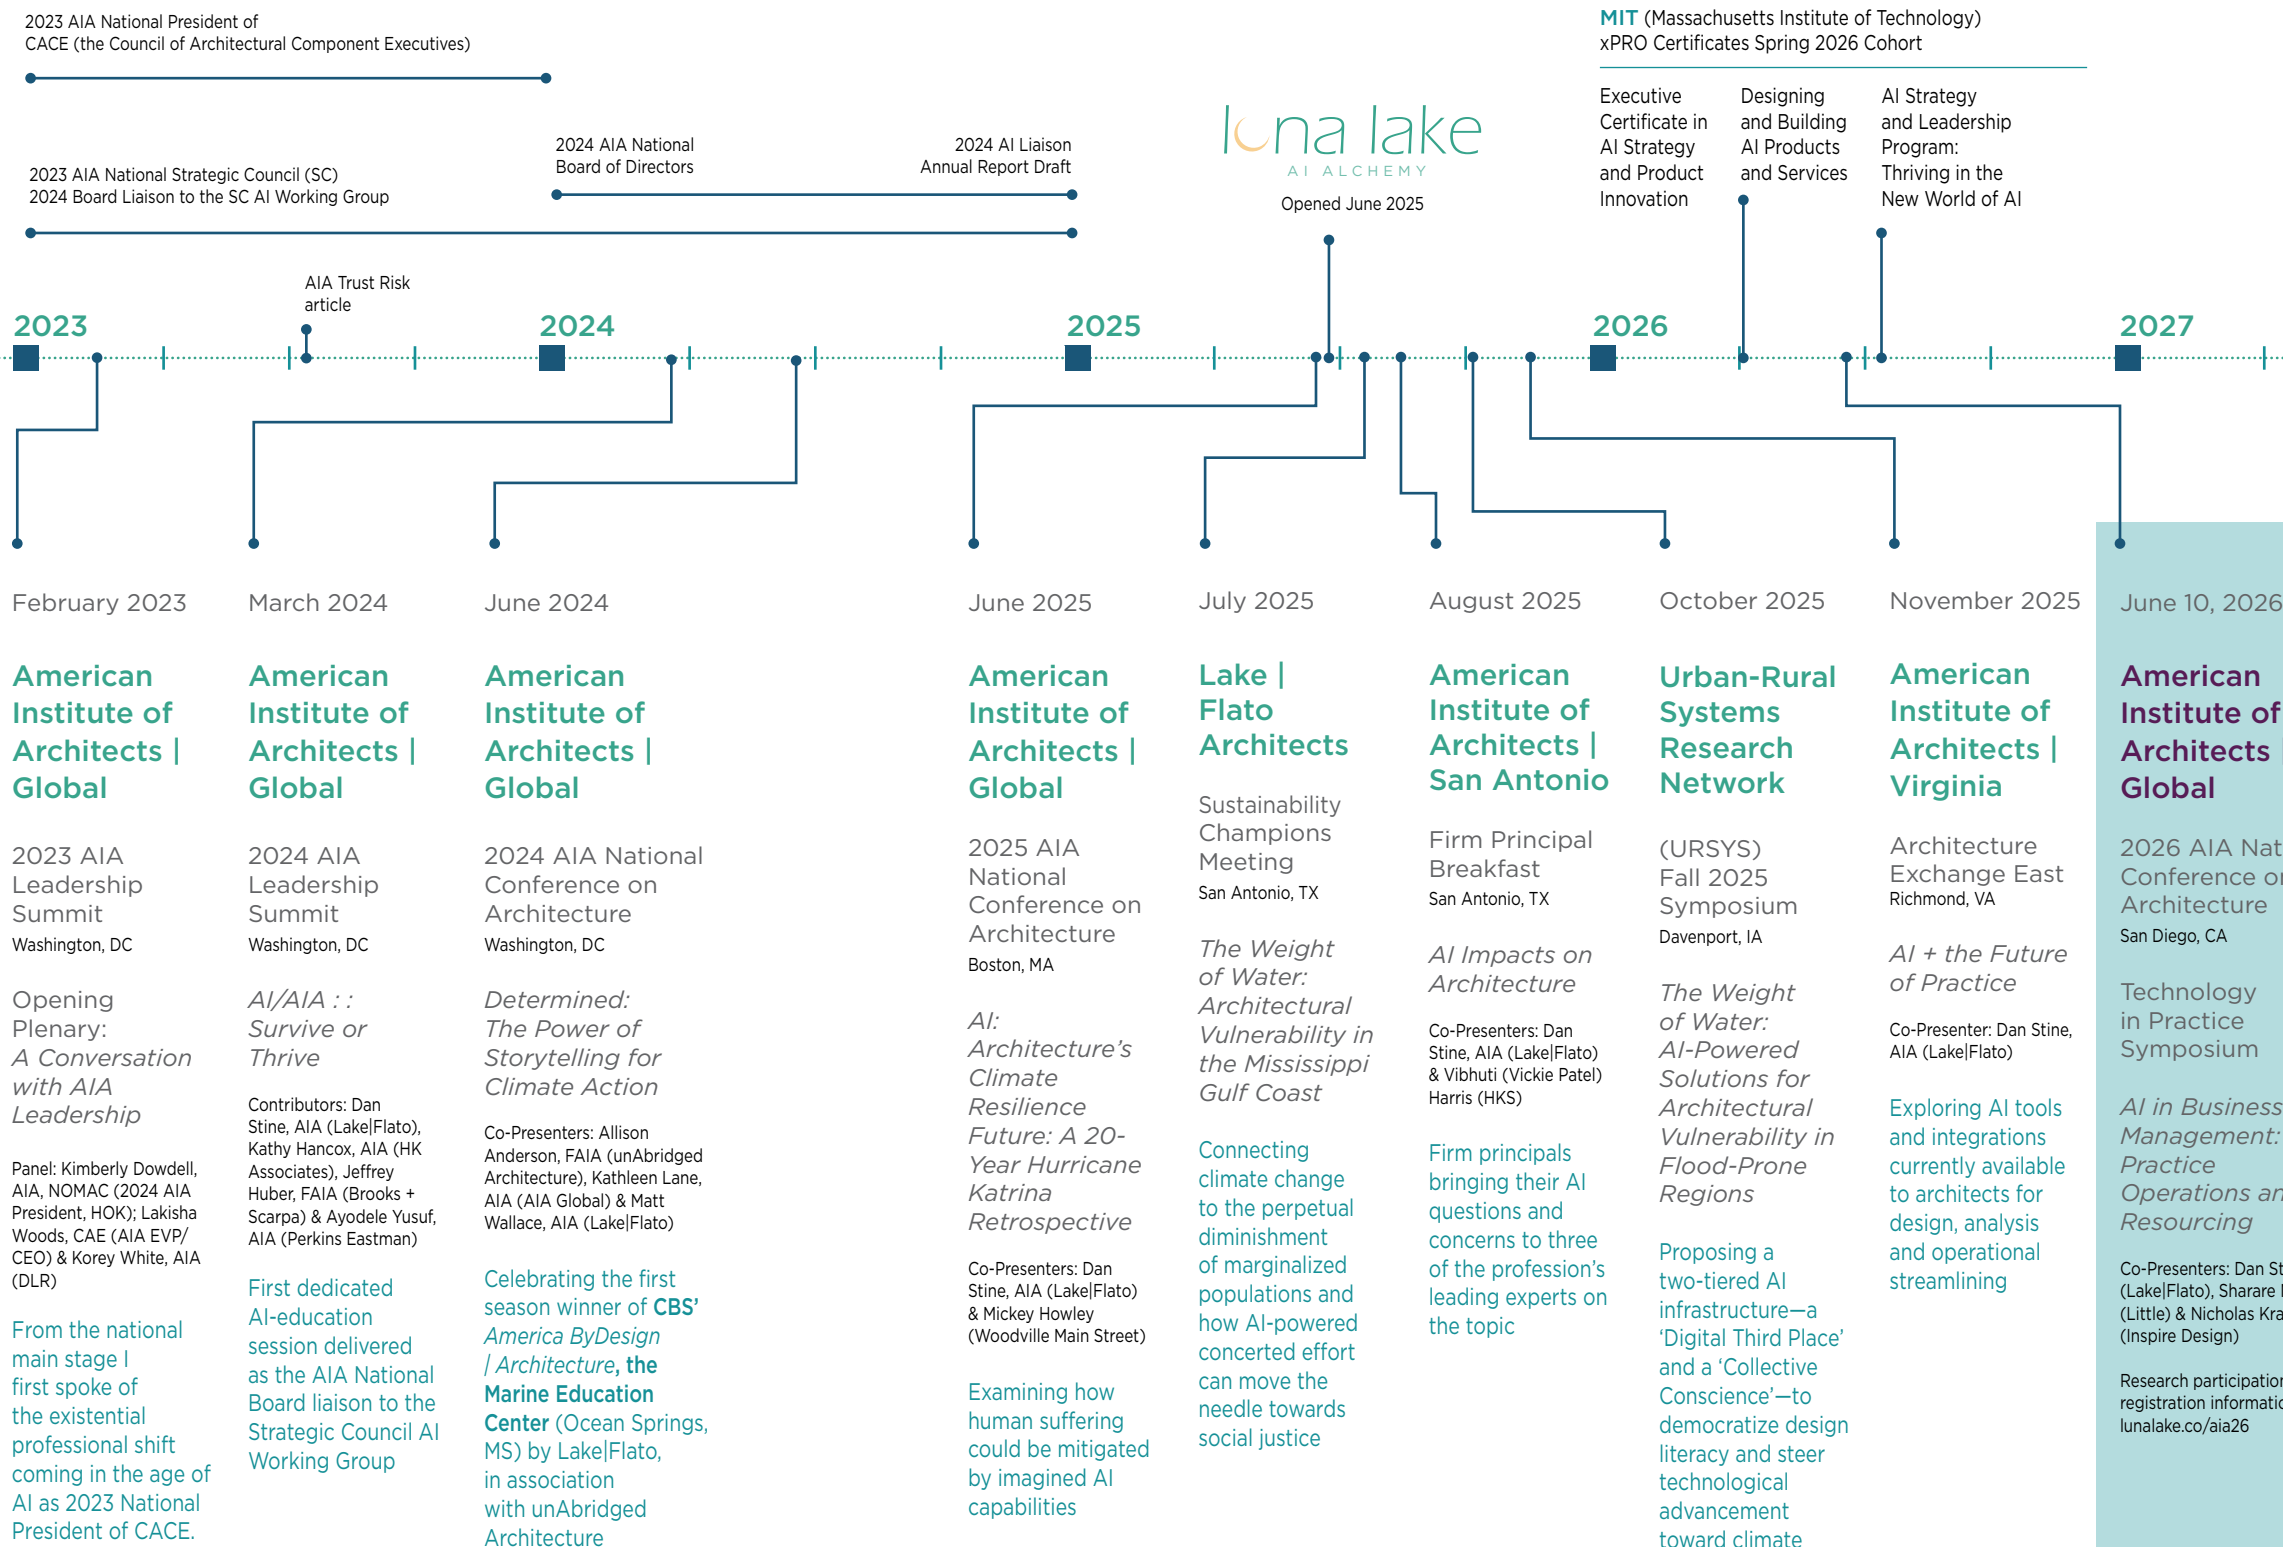 2023 AIA National President of
CACE (the Council of Architectural Component Executives)
2023 AIA National Strategic Council (SC)
2024 Board Liaison to the SC AI Working Group
2024 AIA National
Board of Directors
2024 AI Liaison
Annual Report Draft
luna lake
AI ALCHEMY
Opened June 2025
MIT (Massachusetts Institute of Technology)
xPRO Certificates Spring 2026 Cohort
Executive
Certificate in
AI Strategy
and Product
Innovation
Designing
and Building
AI Products
and Services
AI Strategy
and Leadership
Program:
Thriving in the
New World of AI
AIA Trust Risk
article
2023
2024
2025
2026
2027
February 2023
American
Institute of
Architects |
Global
2023 AIA
Leadership
Summit
Washington, DC
Opening
Plenary:
A Conversation
with AIA
Leadership
Panel: Kimberly Dowdell,
AIA, NOMAC (2024 AIA
President, HOK); Lakisha
Woods, CAE (AIA EVP/
CEO) & Korey White, AIA
(DLR)
From the national
main stage I
first spoke of
the existential
professional shift
coming in the age of
AI as 2023 National
President of CACE.
March 2024
American
Institute of
Architects |
Global
2024 AIA
Leadership
Summit
Washington, DC
AI/AIA : :
Survive or
Thrive
Contributors: Dan
Stine, AIA (Lake|Flato),
Kathy Hancox, AIA (HK
Associates), Jeffrey
Huber, FAIA (Brooks +
Scarpa) & Ayodele Yusuf,
AIA (Perkins Eastman)
First dedicated
AI-education
session delivered
as the AIA National
Board liaison to the
Strategic Council AI
Working Group
June 2024
American
Institute of
Architects |
Global
2024 AIA National
Conference on
Architecture
Washington, DC
Determined:
The Power of
Storytelling for
Climate Action
Co-Presenters: Allison
Anderson, FAIA (unAbridged
Architecture), Kathleen Lane,
AIA (AIA Global) & Matt
Wallace, AIA (Lake|Flato)
Celebrating the first
season winner of CBS’
America ByDesign
| Architecture, the
Marine Education
Center (Ocean Springs,
MS) by Lake|Flato,
in association
with unAbridged
Architecture
June 2025
American
Institute of
Architects |
Global
2025 AIA
National
Conference on
Architecture
Boston, MA
AI:
Architecture’s
Climate
Resilience
Future: A 20-
Year Hurricane
Katrina
Retrospective
Co-Presenters: Dan
Stine, AIA (Lake|Flato)
& Mickey Howley
(Woodville Main Street)
Examining how
human suffering
could be mitigated
by imagined AI
capabilities
July 2025
Lake |
Flato
Architects
Sustainability
Champions
Meeting
San Antonio, TX
The Weight
of Water:
Architectural
Vulnerability in
the Mississippi
Gulf Coast
Connecting
climate change
to the perpetual
diminishment
of marginalized
populations and
how AI-powered
concerted effort
can move the
needle towards
social justice
August 2025
American
Institute of
Architects |
San Antonio
Firm Principal
Breakfast
San Antonio, TX
AI Impacts on
Architecture
Co-Presenters: Dan
Stine, AIA (Lake|Flato)
& Vibhuti (Vickie Patel)
Harris (HKS)
Firm principals
bringing their AI
questions and
concerns to three
of the profession’s
leading experts on
the topic
October 2025
Urban-Rural
Systems
Research
Network
(URSYS)
Fall 2025
Symposium
Davenport, IA
The Weight
of Water:
AI-Powered
Solutions for
Architectural
Vulnerability in
Flood-Prone
Regions
Proposing a
two-tiered AI
infrastructure—a
‘Digital Third Place’
and a ‘Collective
Conscience’—to
democratize design
literacy and steer
technological
advancement
toward climate
November 2025
American
Institute of
Architects |
Virginia
Architecture
Exchange East
Richmond, VA
AI + the Future
of Practice
Co-Presenter: Dan Stine,
AIA (Lake|Flato)
Exploring AI tools
and integrations
currently available
to architects for
design, analysis
and operational
streamlining
June 10, 2026
American
Institute of
Architects |
Global
2026 AIA
Conference
Architecture
San Diego, CA
Technology
in Practice
Symposium
AI in Business
Management:
Practice
Operations
Resourcing
Co-Presenters: Dan
(Lake|Flato), Sharare
(Little) & Nicholas
(Inspire Design)
Research participation
registration
lunalake.co/aia26